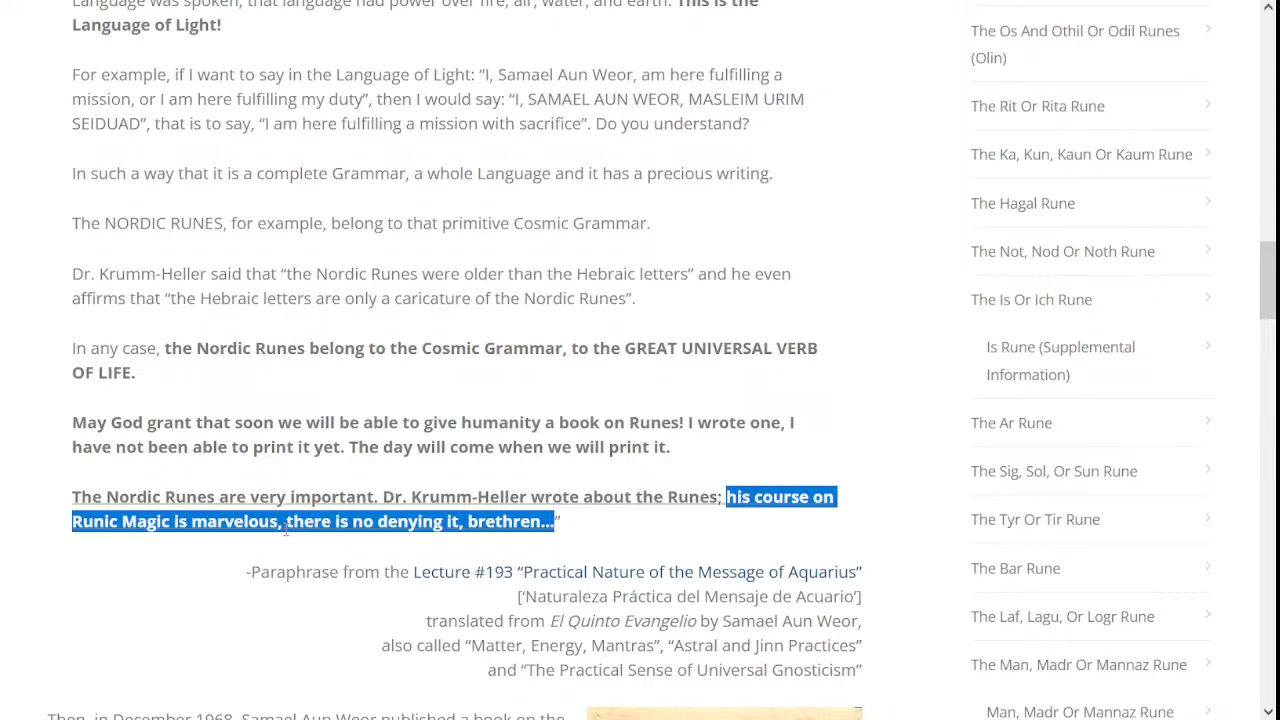 Language was spoken, that language had power over fire, air, water, and earth. This is the
Language of Light!
For example, if I want to say in the Language of Light: “I, Samael Aun Weor, am here fulfilling a
mission, or I am here fulfilling my duty”, then I would say: “I, SAMAEL AUN WEOR, MASLEIM URIM
SEIDUAD”, that is to say, “I am here fulfilling a mission with sacrifice”. Do you understand?
In such a way that it is a complete Grammar, a whole Language and it has a precious writing.
The NORDIC RUNES, for example, belong to that primitive Cosmic Grammar.
Dr. Krumm-Heller said that “the Nordic Runes were older than the Hebraic letters” and he even
affirms that “the Hebraic letters are only a caricature of the Nordic Runes”.
In any case, the Nordic Runes belong to the Cosmic Grammar, to the GREAT UNIVERSAL VERB
OF LIFE.
May God grant that soon we will be able to give humanity a book on Runes! I wrote one, I
have not been able to print it yet. The day will come when we will print it.
The Nordic Runes are very important. Dr. Krumm-Heller wrote about the Runes; his course on
Runic Magic is marvelous, there is no denying it, brethren...”
-Paraphrase from the Lecture #193 “Practical Nature of the Message of Aquarius”
[‘Naturaleza Práctica del Mensaje de Acuario’]
translated from El Quinto Evangelio by Samael Aun Weor,
also called “Matter, Energy, Mantras”, “Astral and Jinn Practices”
and “The Practical Sense of Universal Gnosticism”
Then, in December 1968, Samael Aun Weor published a book on the
The Os And Othil Or Odil Runes
(Olin)
The Rit Or Rita Rune
The Ka, Kun, Kaun Or Kaum Rune
The Hagal Rune
The Not, Nod Or Noth Rune
The Is Or Ich Rune
Is Rune (Supplemental
Information)
The Ar Rune
The Sig, Sol, Or Sun Rune
The Tyr Or Tir Rune
The Bar Rune
The Laf, Lagu, Or Logr Rune
The Man, Madr Or Mannaz Rune
Man, Madr Or Mannaz Rune